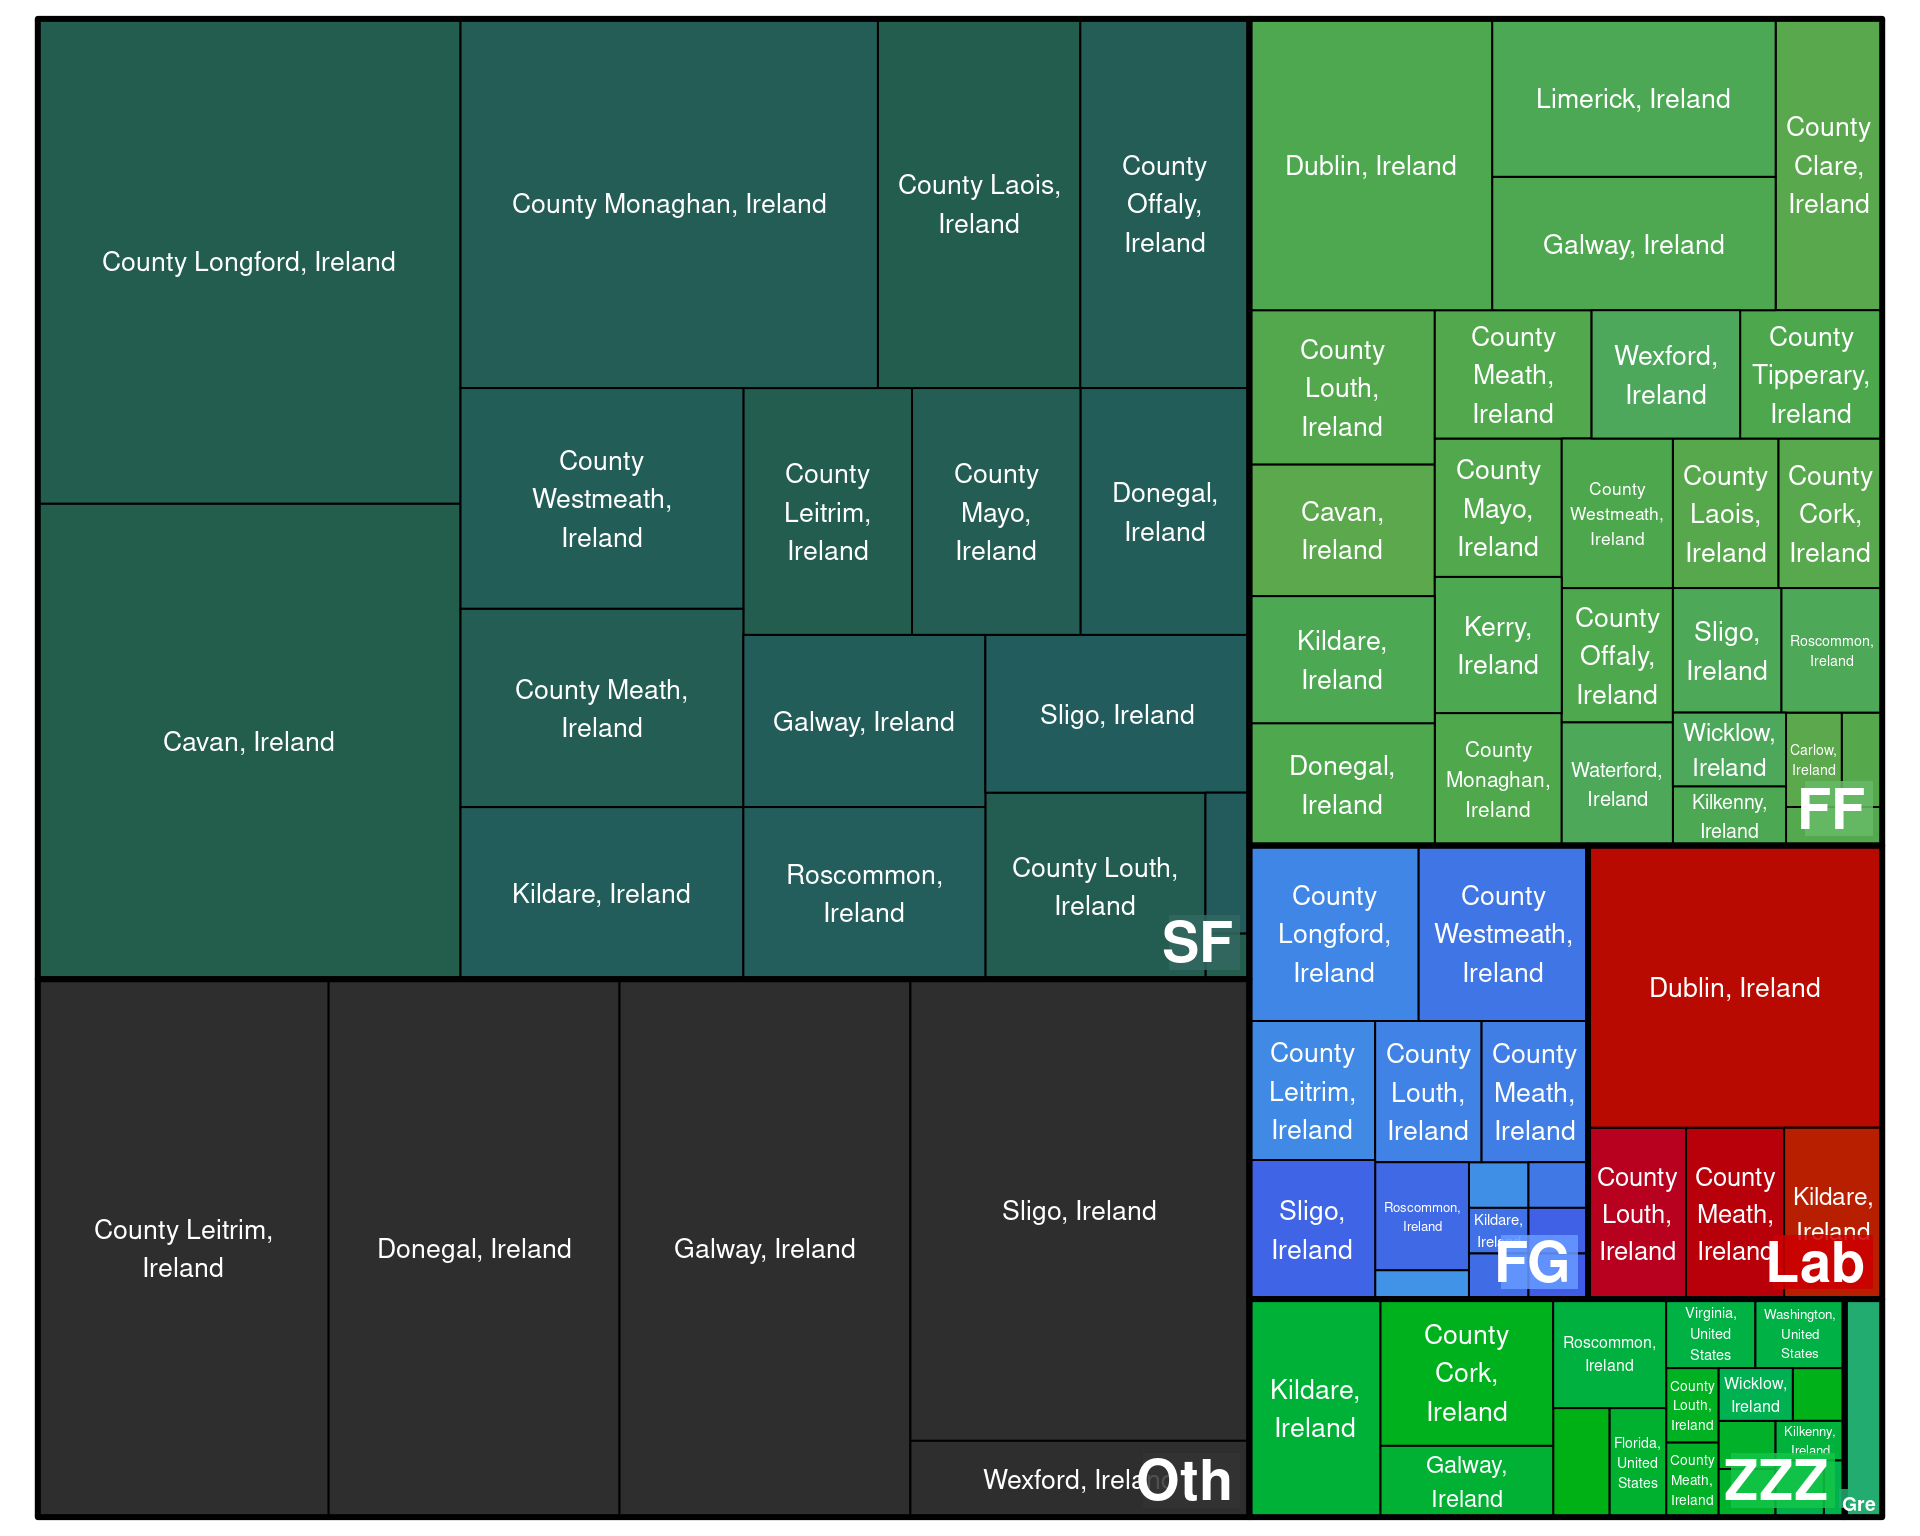 County Longford, Ireland
Cavan, Ireland
County Monaghan, Ireland
County Laois,
Ireland
County
Offaly,
Ireland
County
Westmeath,
Ireland
County
Leitrim,
Ireland
County
Mayo,
Ireland
Donegal,
Ireland
County Meath,
Ireland
Galway, Ireland
Sligo, Ireland
Kildare, Ireland
Roscommon,
Ireland
County Louth,
Ireland
SF
County Leitrim,
Ireland
Donegal, Ireland
Galway, Ireland
Sligo, Ireland
Wexford, Ireland
Oth
Dublin, Ireland
Limerick, Ireland
Galway, Ireland
County
Clare,
Ireland
County
Louth,
Ireland
County
Meath,
Ireland
Wexford,
Ireland
County
Tipperary,
Ireland
Cavan,
Ireland
County
Mayo,
Ireland
County
Westmeath,
Ireland
County
Laois,
Ireland
County
Cork,
Ireland
Kildare,
Ireland
Kerry,
Ireland
County
Offaly,
Ireland
Sligo,
Ireland
Roscommon,
Ireland
Donegal,
Ireland
County
Monaghan,
Ireland
Waterford,
Ireland
Wicklow,
Ireland
Kilkenny,
Ireland
Carlow,
Ireland
FF
County
Longford,
Ireland
County
Westmeath,
Ireland
County
Leitrim,
Ireland
County
Louth,
Ireland
County
Meath,
Ireland
Sligo,
Ireland
Roscommon,
Ireland
Kildare,
Ireland
FG
Dublin, Ireland
County
Louth,
Ireland
County
Meath,
Ireland
Kildare,
Ireland
Lab
Kildare,
Ireland
County
Cork,
Ireland
Galway,
Ireland
Roscommon,
Ireland
Florida,
United
States
Virginia,
United
States
Washington,
United
States
County
Louth,
Ireland
Wicklow,
Ireland
County
Meath,
Ireland
Kilkenny,
Ireland
ZZZ
Gre